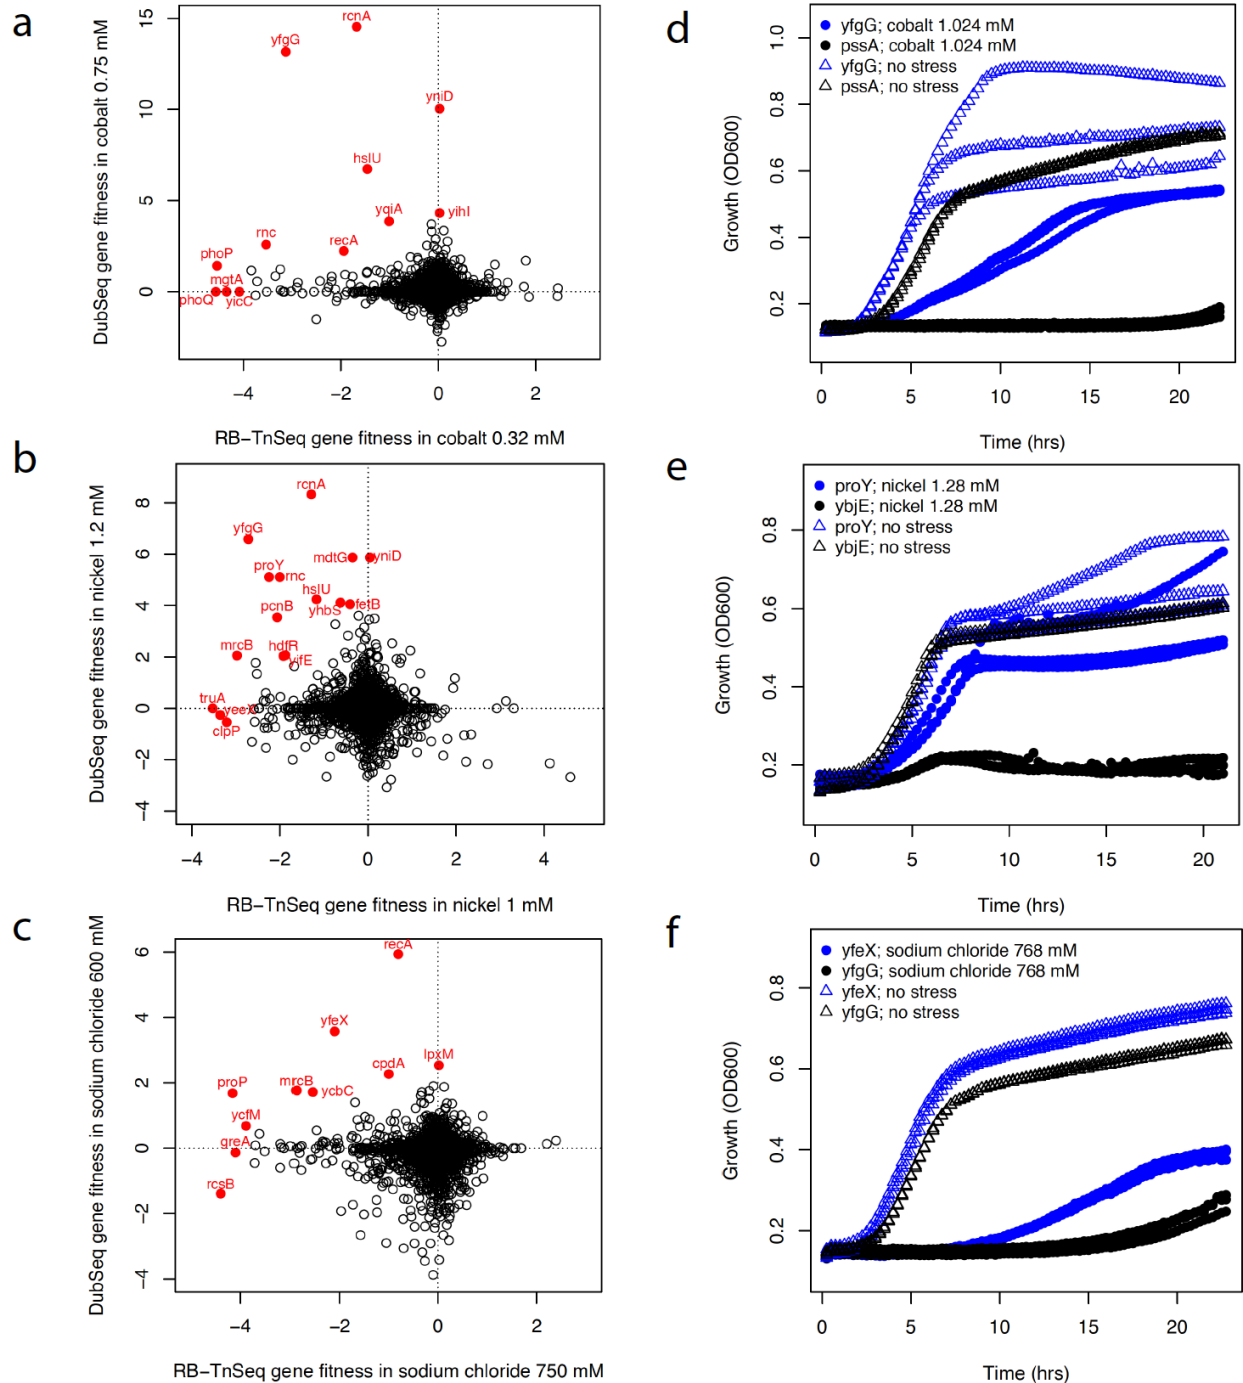 a
DubSeq gene fitness in cobalt 0.75 mM
15
10
5
0
rcnA
yfgG
yniD
hslU
yqiA
yihI
rnc
recA
phoP
mgtA
phoQ
yicC
−4
−2
0
2
RB−TnSeq gene fitness in cobalt 0.32 mM
d
Growth (OD600)
1.0
0.8
0.6
0.4
0.2
yfgG; cobalt 1.024 mM
pssA; cobalt 1.024 mM
yfgG; no stress
pssA; no stress
0
5
10
15
20
Time (hrs)
b
DubSeq gene fitness in nickel 1.2 mM
8
6
4
2
0
−2
−4
rcnA
yfgG
mdtG
yniD
proY
rnc
hslU
yhbS
fetB
pcnB
mrcB
hdfR
yifE
truA
yeeX
clpP
−4
−2
0
2
4
RB−TnSeq gene fitness in nickel 1 mM
e
Growth (OD600)
0.8
0.6
0.4
0.2
proY; nickel 1.28 mM
ybjE; nickel 1.28 mM
proY; no stress
ybjE; no stress
0
5
10
15
20
Time (hrs)
c
DubSeq gene fitness in sodium chloride 600 mM
6
4
2
0
−2
−4
recA
yfeX
cpdA
lpxM
proP
mrcB
ycbC
ycfM
greA
rcsB
−4
−2
0
2
RB−TnSeq gene fitness in sodium chloride 750 mM
f
Growth (OD600)
0.8
0.6
0.4
0.2
yfeX; sodium chloride 768 mM
yfgG; sodium chloride 768 mM
yfeX; no stress
yfgG; no stress
0
5
10
15
20
Time (hrs)